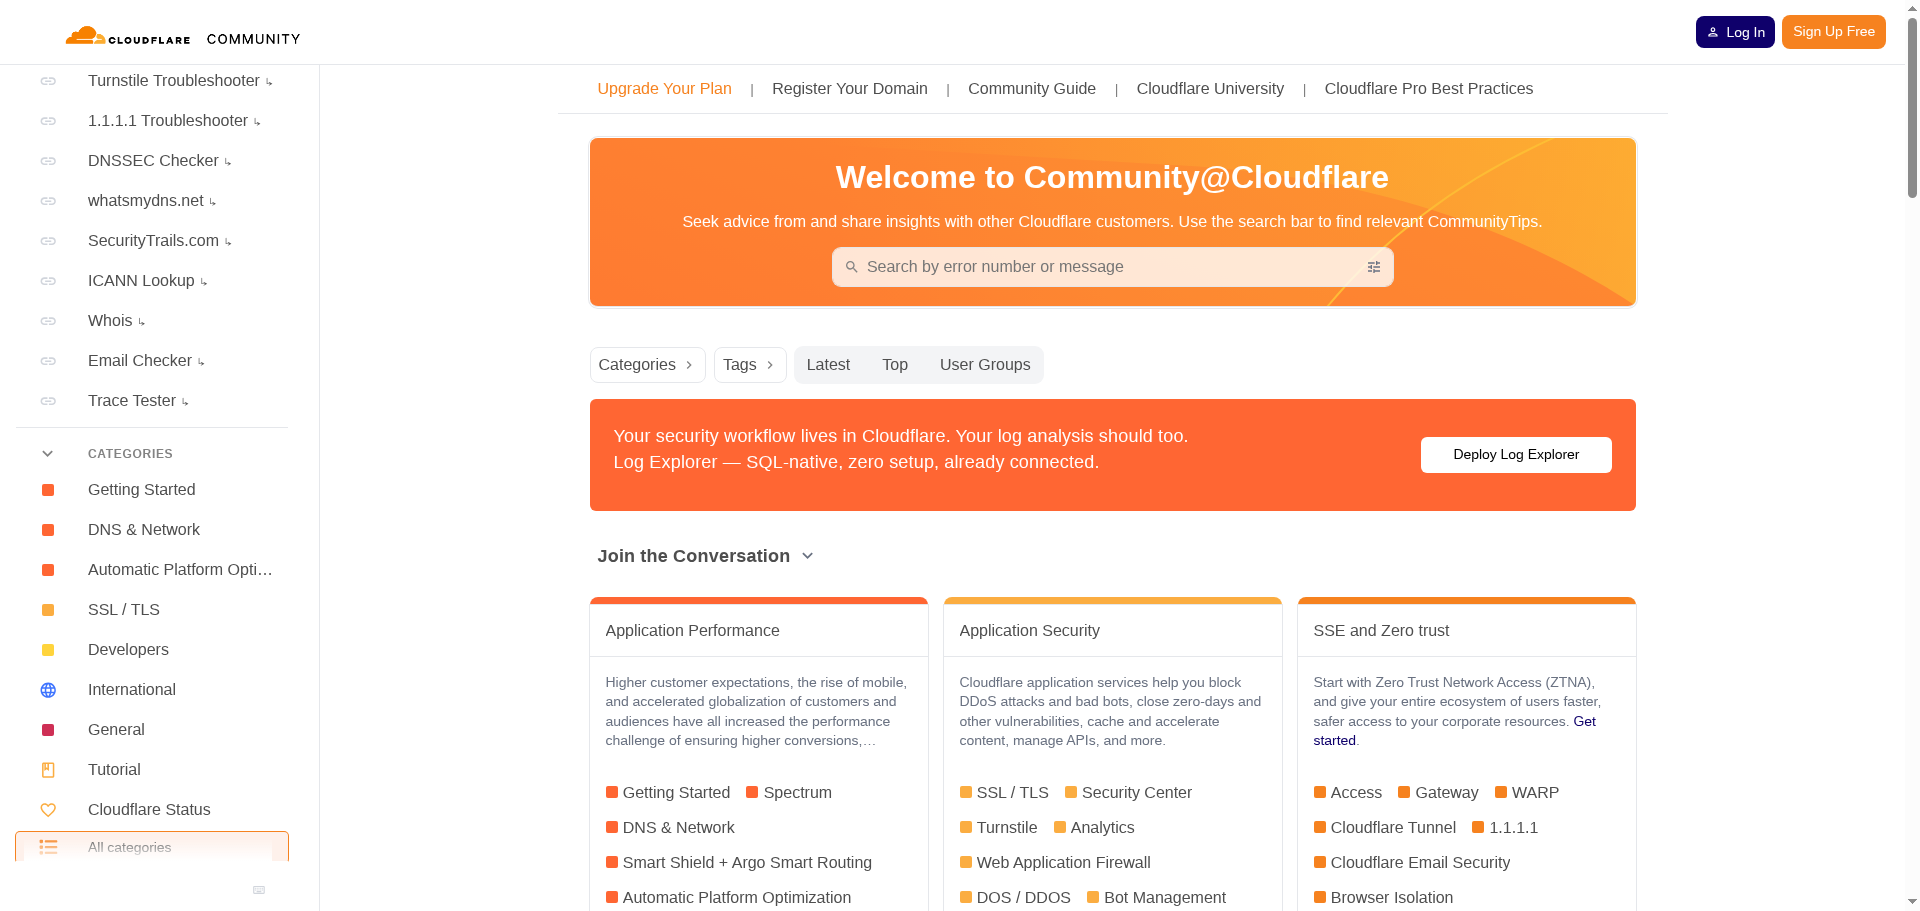 CLOUDFLARE COMMUNITY
Log In
Sign Up Free
Turnstile Troubleshooter
1.1.1.1 Troubleshooter
DNSSEC Checker
whatsmydns.net
SecurityTrails.com
ICANN Lookup
Whois
Email Checker
Trace Tester
CATEGORIES
Getting Started
DNS & Network
Automatic Platform Opti…
SSL / TLS
Developers
International
General
Tutorial
Cloudflare Status
All categories
Upgrade Your Plan | Register Your Domain | Community Guide | Cloudflare University | Cloudflare Pro Best Practices
Welcome to Community@Cloudflare
Seek advice from and share insights with other Cloudflare customers. Use the search bar to find relevant CommunityTips.
Search by error number or message
Categories
Tags
Latest
Top
User Groups
Your security workflow lives in Cloudflare. Your log analysis should too.
Log Explorer — SQL-native, zero setup, already connected.
Deploy Log Explorer
Join the Conversation
Application Performance
Higher customer expectations, the rise of mobile,
and accelerated globalization of customers and
audiences have all increased the performance
challenge of ensuring higher conversions,…
Getting Started
Spectrum
DNS & Network
Smart Shield + Argo Smart Routing
Automatic Platform Optimization
Application Security
Cloudflare application services help you block
DDoS attacks and bad bots, close zero-days and
other vulnerabilities, cache and accelerate
content, manage APIs, and more.
SSL / TLS
Security Center
Turnstile
Analytics
Web Application Firewall
DOS / DDOS
Bot Management
SSE and Zero trust
Start with Zero Trust Network Access (ZTNA),
and give your entire ecosystem of users faster,
safer access to your corporate resources. Get
started.
Access
Gateway
WARP
Cloudflare Tunnel
1.1.1.1
Cloudflare Email Security
Browser Isolation